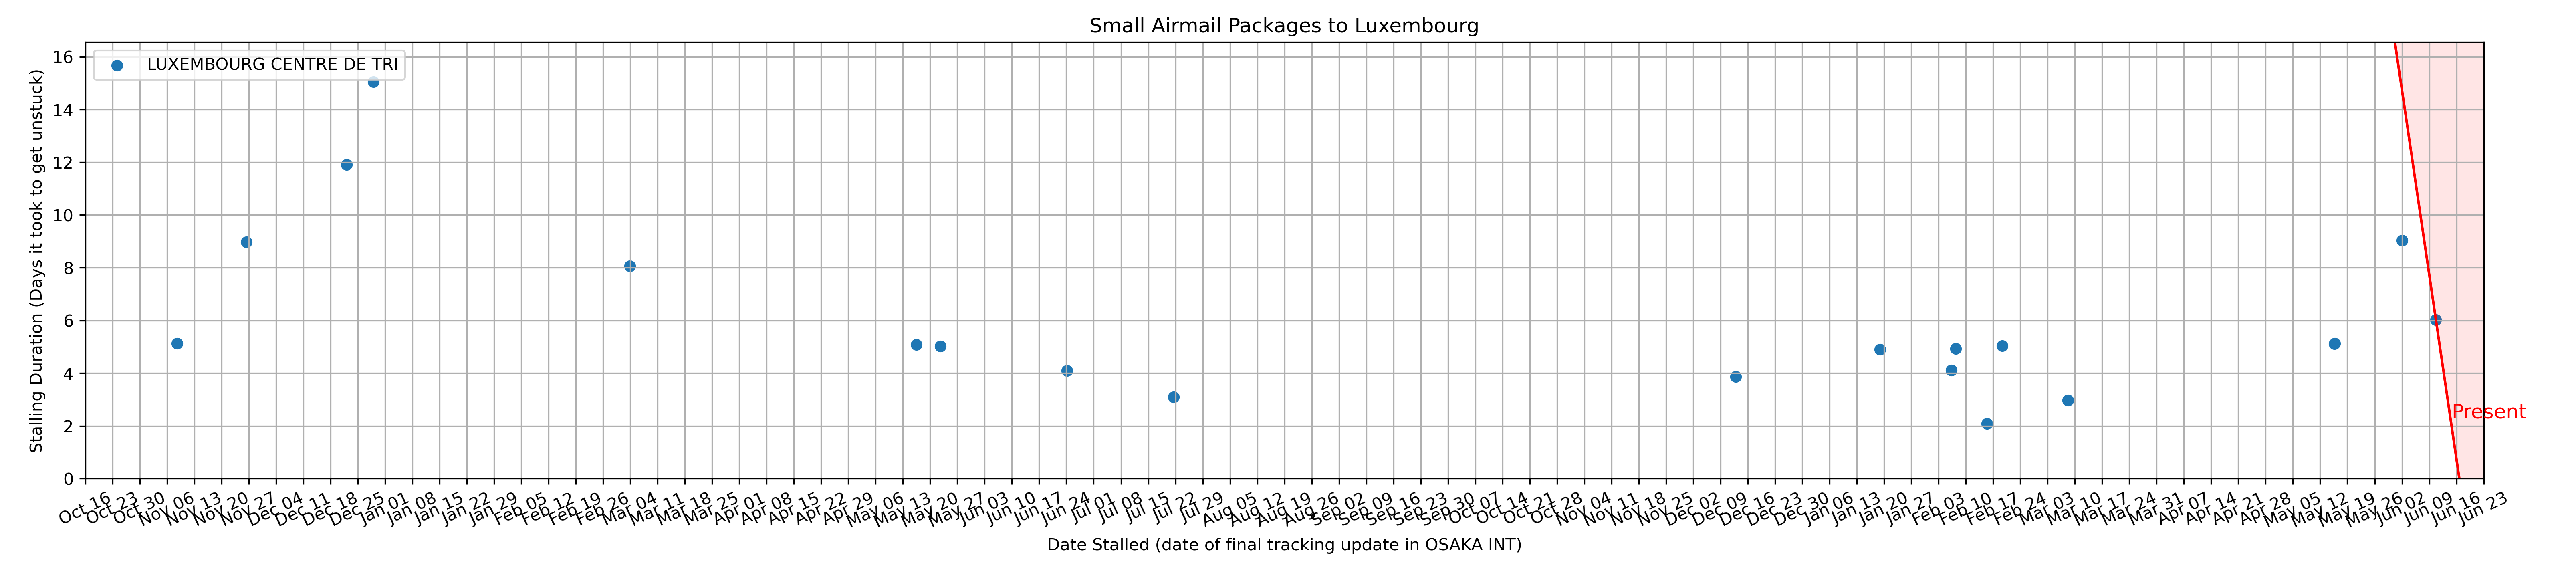 Small Airmail Packages to Luxembourg
LUXEMBOURG CENTRE DE TRI
Stalling Duration (Days it took to get unstuck)
16
14
12
10
8
6
4
2
0
Present
Oct 16
Oct 23
Oct 30
Nov 06
Nov 13
Nov 20
Nov 27
Dec 04
Dec 11
Dec 18
Dec 25
Jan 01
Jan 08
Jan 15
Jan 22
Jan 29
Feb 05
Feb 12
Feb 19
Feb 26
Mar 04
Mar 11
Mar 18
Mar 25
Apr 01
Apr 08
Apr 15
Apr 22
Apr 29
May 06
May 13
May 20
May 27
Jun 03
Jun 10
Jun 17
Jun 24
Jul 01
Jul 08
Jul 15
Jul 22
Jul 29
Aug 05
Aug 12
Aug 19
Aug 26
Sep 02
Sep 09
Sep 16
Sep 23
Sep 30
Oct 07
Oct 14
Oct 21
Oct 28
Nov 04
Nov 11
Nov 18
Nov 25
Dec 02
Dec 09
Dec 16
Dec 23
Dec 30
Jan 06
Jan 13
Jan 20
Jan 27
Feb 03
Feb 10
Feb 17
Feb 24
Mar 03
Mar 10
Mar 17
Mar 24
Mar 31
Apr 07
Apr 14
Apr 21
Apr 28
May 05
May 12
May 19
May 26
Jun 02
Jun 09
Jun 16
Jun 23
Date Stalled (date of final tracking update in OSAKA INT)